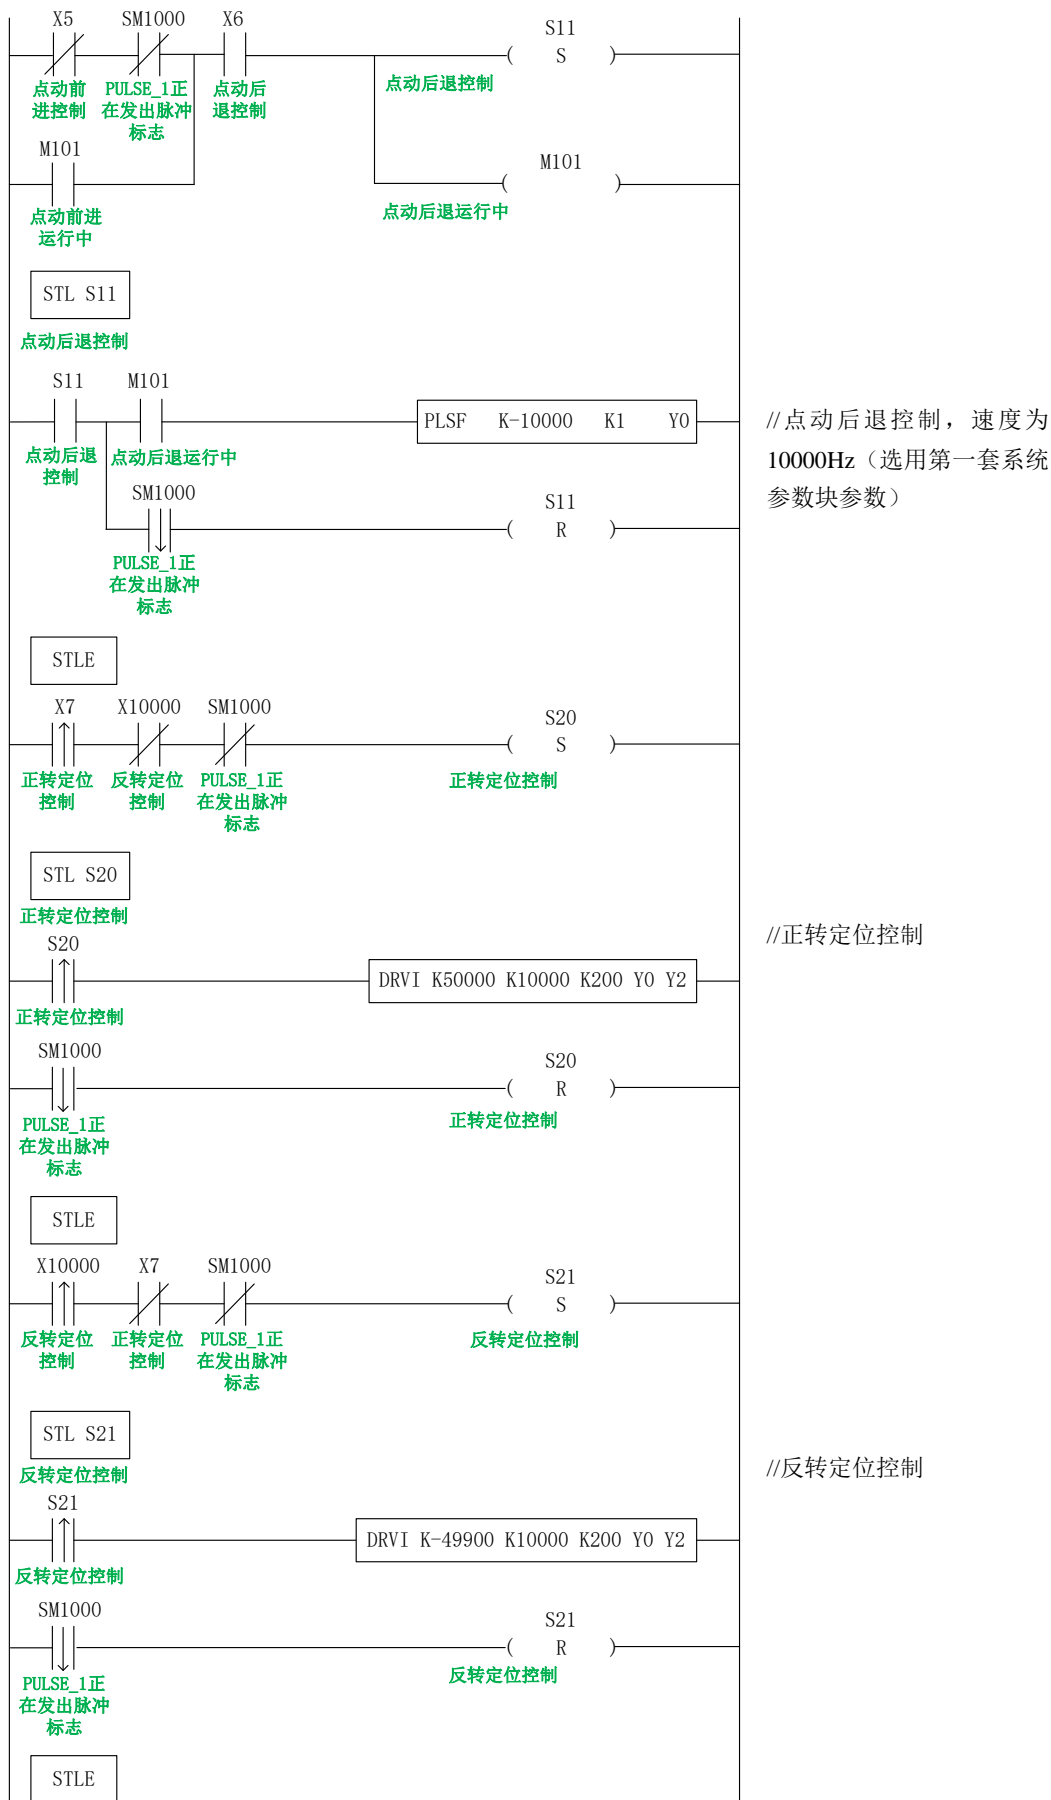 X5 SM1000 X6 S11
( S )
点动前 PULSE_1正 点动后 点动后退控制
进控制 在发出脉冲 退控制
标志
M101 M101
( )
点动前进 点动后退运行中
运行中
STL S11
点动后退控制
S11 M101
PLSF K-10000 K1 Y0
//点动后退控制，速度为
10000Hz（选用第一套系统
参数块参数）
点动后退 点动后退运行中
控制
SM1000 S11
( R )
PULSE_1正
在发出脉冲
标志
STLE
X7 X10000 SM1000 S20
( S )
正转定位 反转定位 PULSE_1正 正转定位控制
控制 控制 在发出脉冲
标志
STL S20
正转定位控制
//正转定位控制
S20
DRVI K50000 K10000 K200 Y0 Y2
正转定位控制
SM1000 S20
( R )
PULSE_1正 正转定位控制
在发出脉冲
标志
STLE
X10000 X7 SM1000 S21
( S )
反转定位 正转定位 PULSE_1正 反转定位控制
控制 控制 在发出脉冲
标志
STL S21
反转定位控制
//反转定位控制
S21
DRVI K-49900 K10000 K200 Y0 Y2
反转定位控制
SM1000 S21
( R )
PULSE_1正 反转定位控制
在发出脉冲
标志
STLE